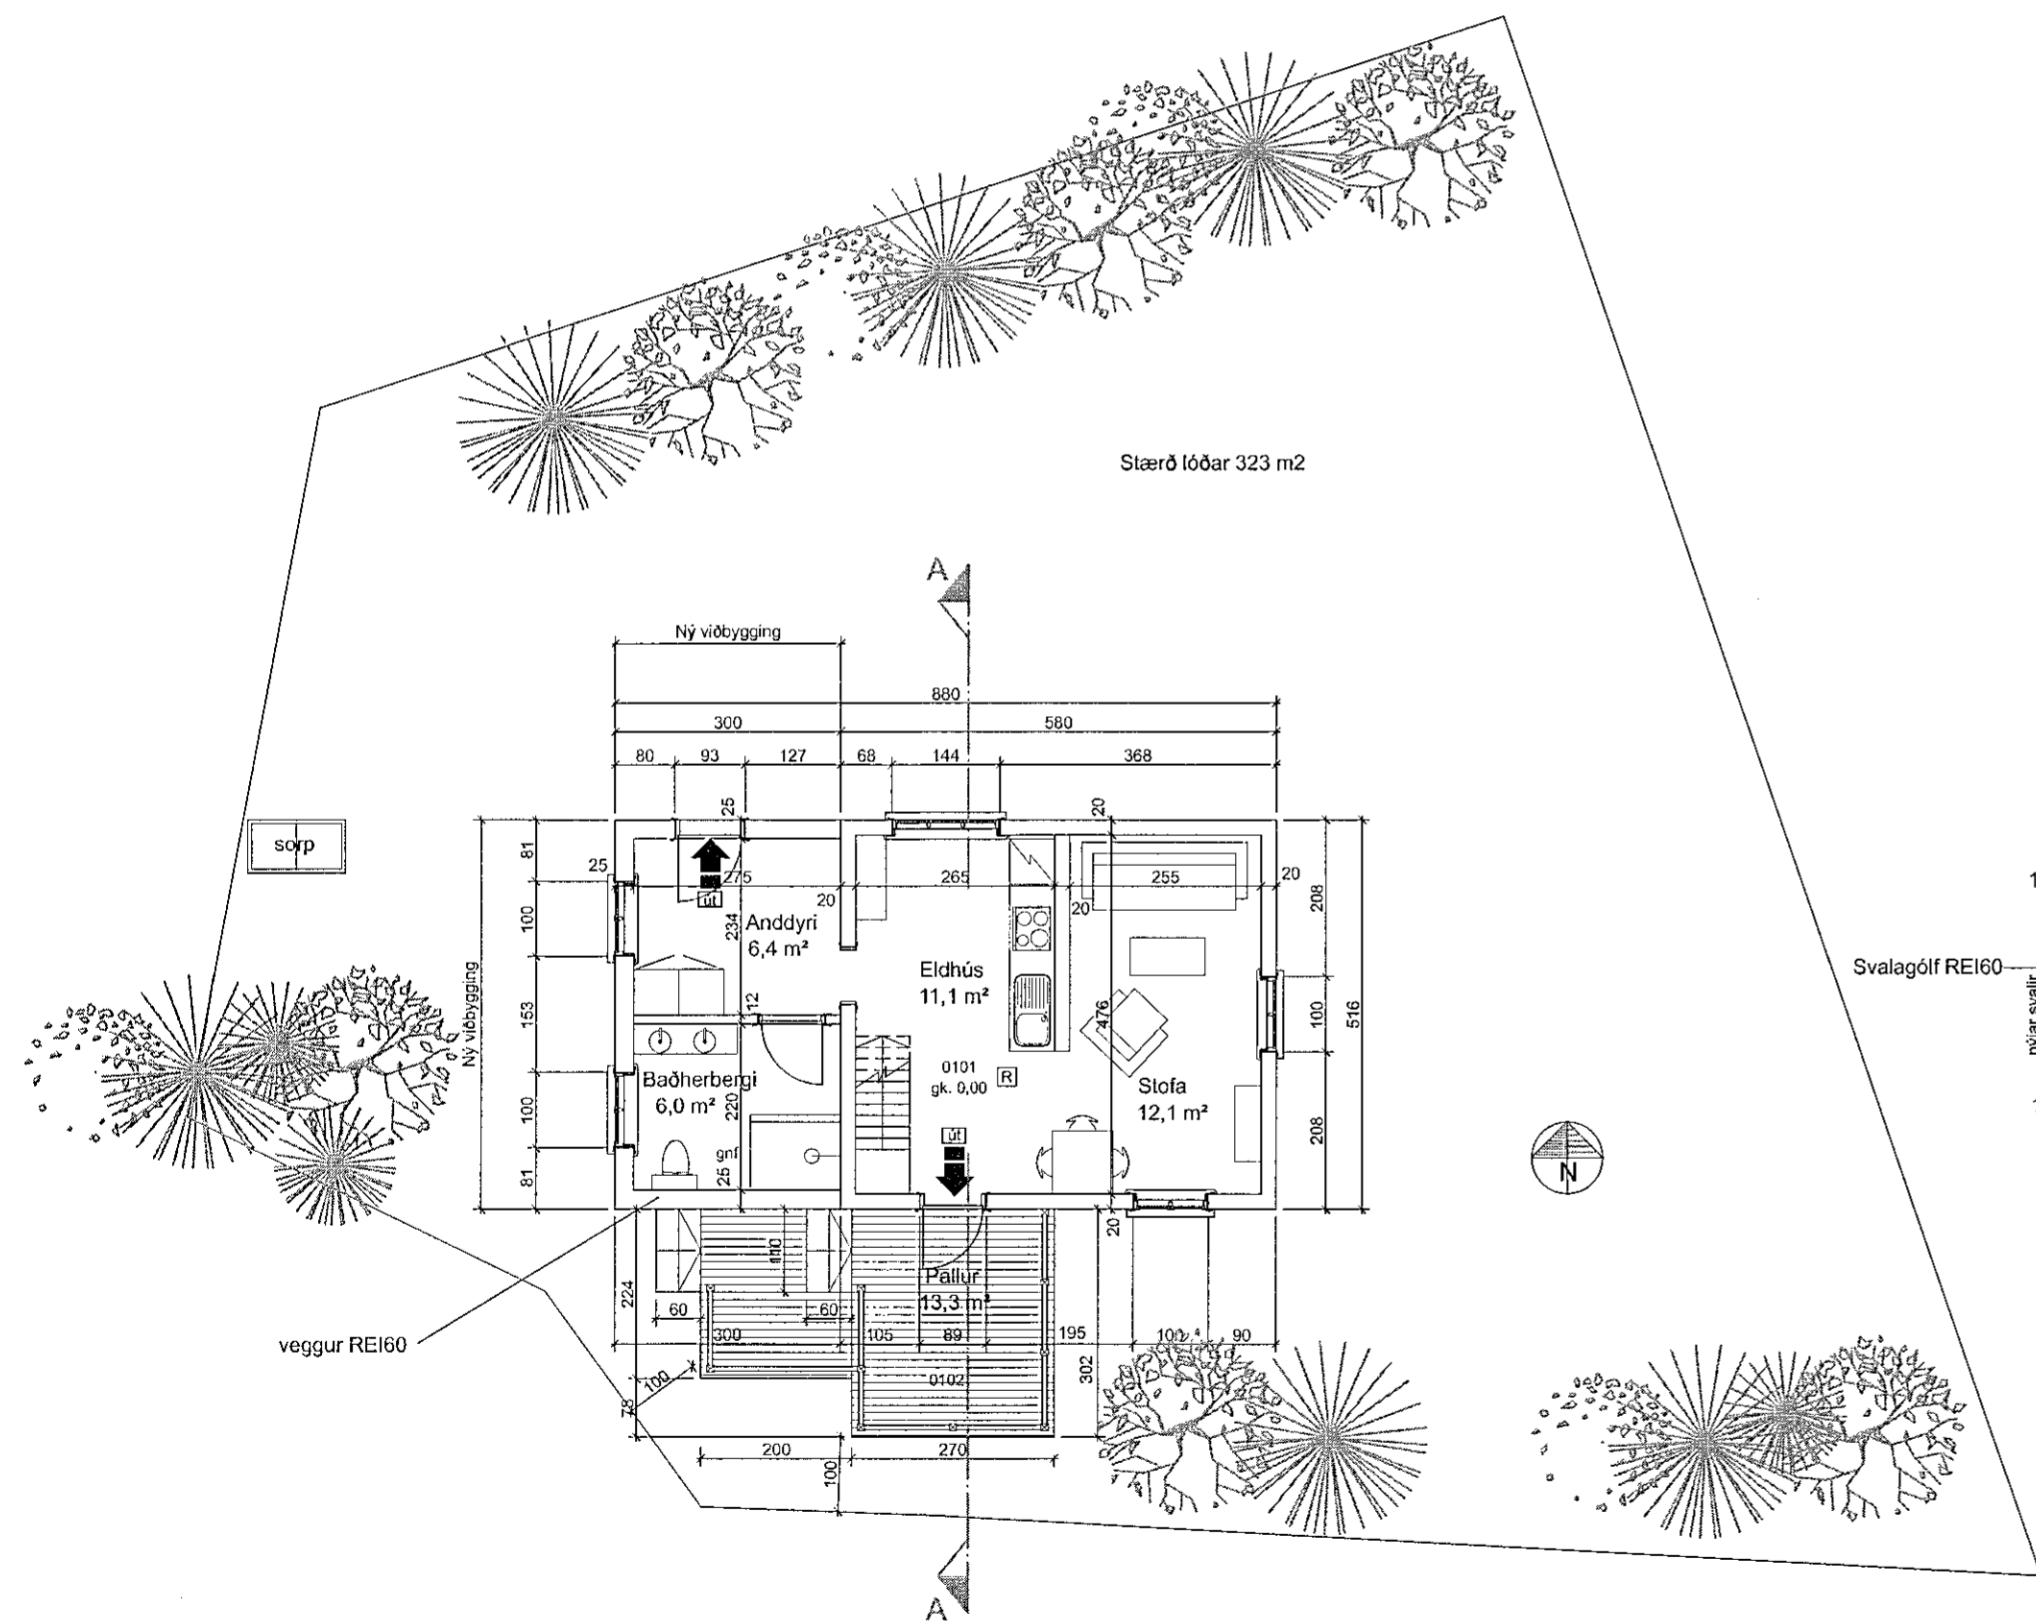 Stærð lóðar 323 m2
A
Ný viðbygging
880
300 580
80 93 127 68 144 368
25 20
sorp
81
25
275 265 255 20
20 20
út
100
234
Anddyri
6,4 m²
208
Eldhús
11,1 m²
Svalagólf REI60
nýjar svalir
Ný viðbygging
153
12
476
100
516
0101
gk. 0,00
R
Baðherbergi
6,0 m²
220
Stofa
12,1 m²
100
út
208
gnf
25
81
N
20
110
224
Pallur
13,3 m²
60 60
300 105 89 195 100 90
veggur REI60
302
0102
100
78
200 270
100
A